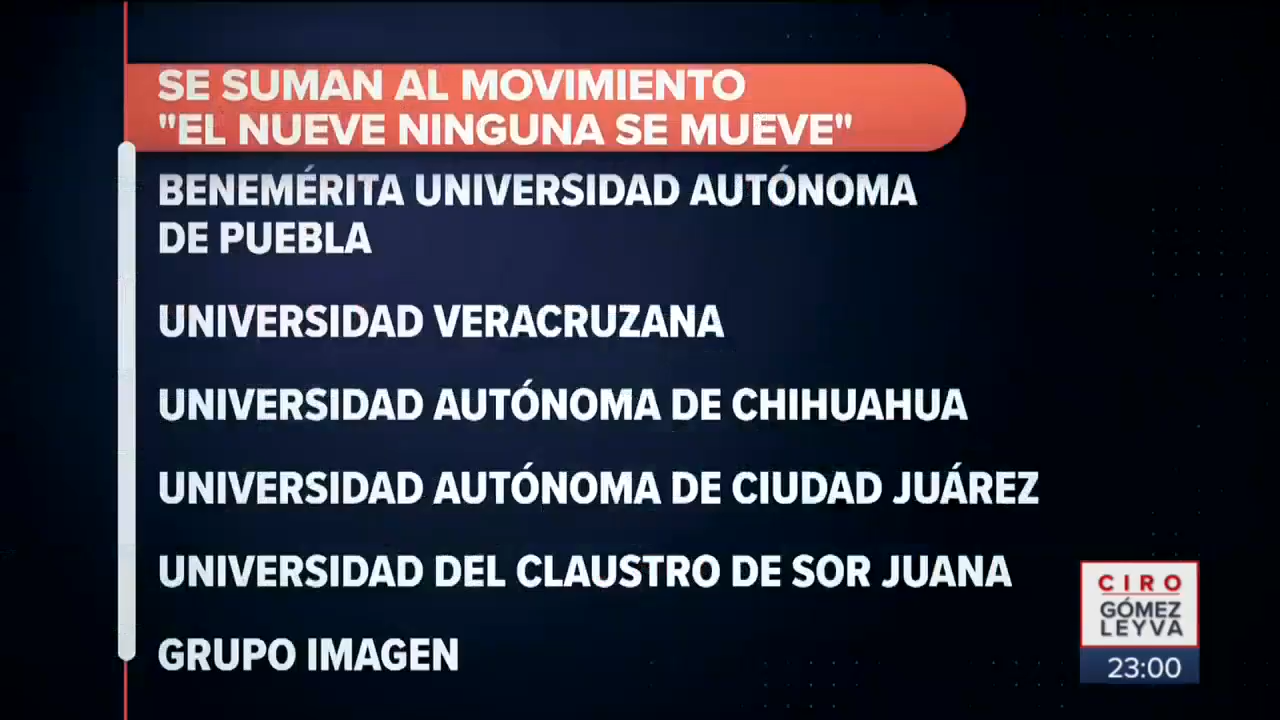 SE SUMAN AL MOVIMIENTO
"EL NUEVE NINGUNA SE MUEVE"
BENEMÉRITA UNIVERSIDAD AUTÓNOMA
DE PUEBLA
UNIVERSIDAD VERACRUZANA
UNIVERSIDAD AUTÓNOMA DE CHIHUAHUA
UNIVERSIDAD AUTÓNOMA DE CIUDAD JUÁREZ
UNIVERSIDAD DEL CLAUSTRO DE SOR JUANA
GRUPO IMAGEN
CIRO
GÓMEZ
LEYVA
23:00